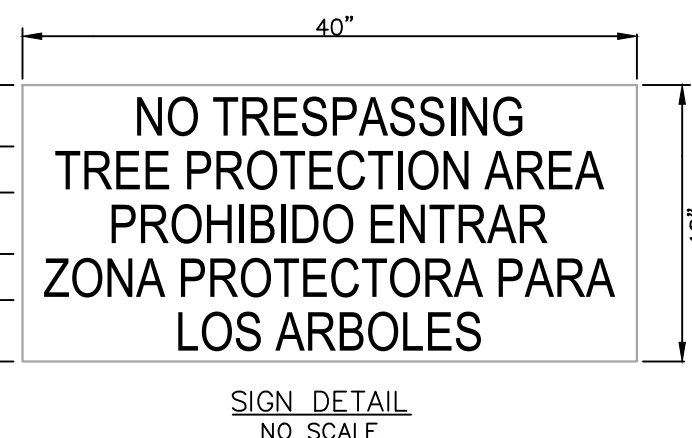 40”
NO TRESPASSING
TREE PROTECTION AREA
PROHIBIDO ENTRAR
ZONA PROTECTORA PARA
LOS ARBOLES
SIGN DETAIL
NO SCALE